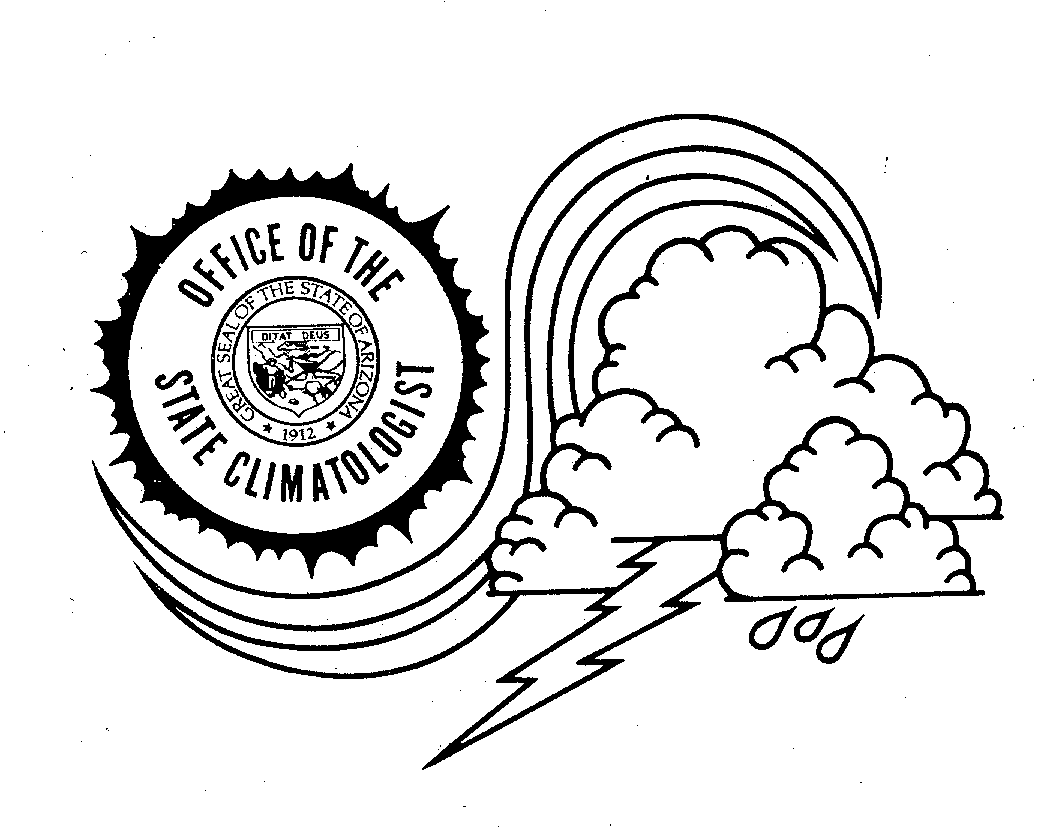 OFFICE OF THE
STATE CLIMATOLOGIST
GREAT SEAL OF THE STATE OF ARIZONA
DITAT DEUS
★ 1912 ★